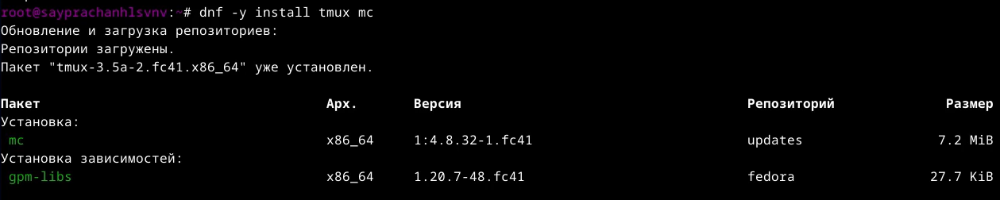 root@sayprachanhlsvnv:~# dnf -y install tmux mc
Обновление и загрузка репозиториев:
Репозитории загружены.
Пакет "tmux-3.5a-2.fc41.x86_64" уже установлен.
Пакет Арх. Версия Репозиторий Размер
Установка:
mc x86_64 1:4.8.32-1.fc41 updates 7.2 MiB
Установка зависимостей:
gpm-libs x86_64 1.20.7-48.fc41 fedora 27.7 KiB